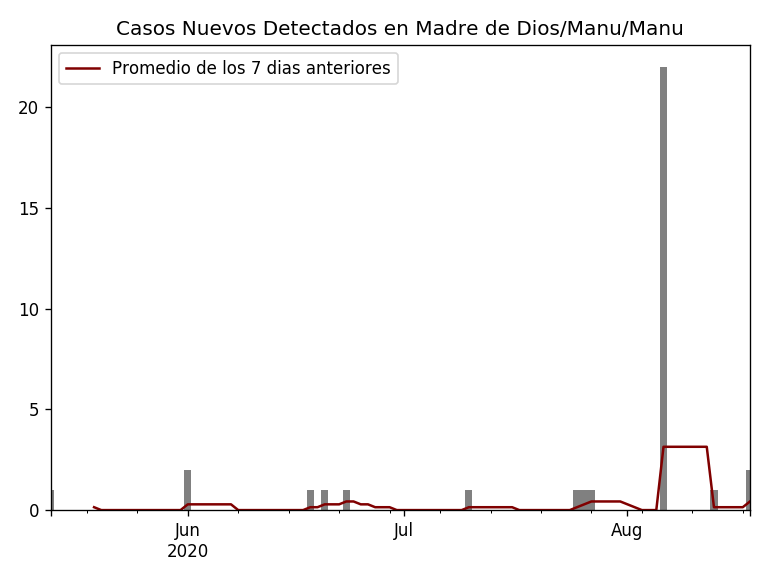 Casos Nuevos Detectados en Madre de Dios/Manu/Manu
Promedio de los 7 dias anteriores
20
15
10
5
0
Jun
2020
Jul
Aug